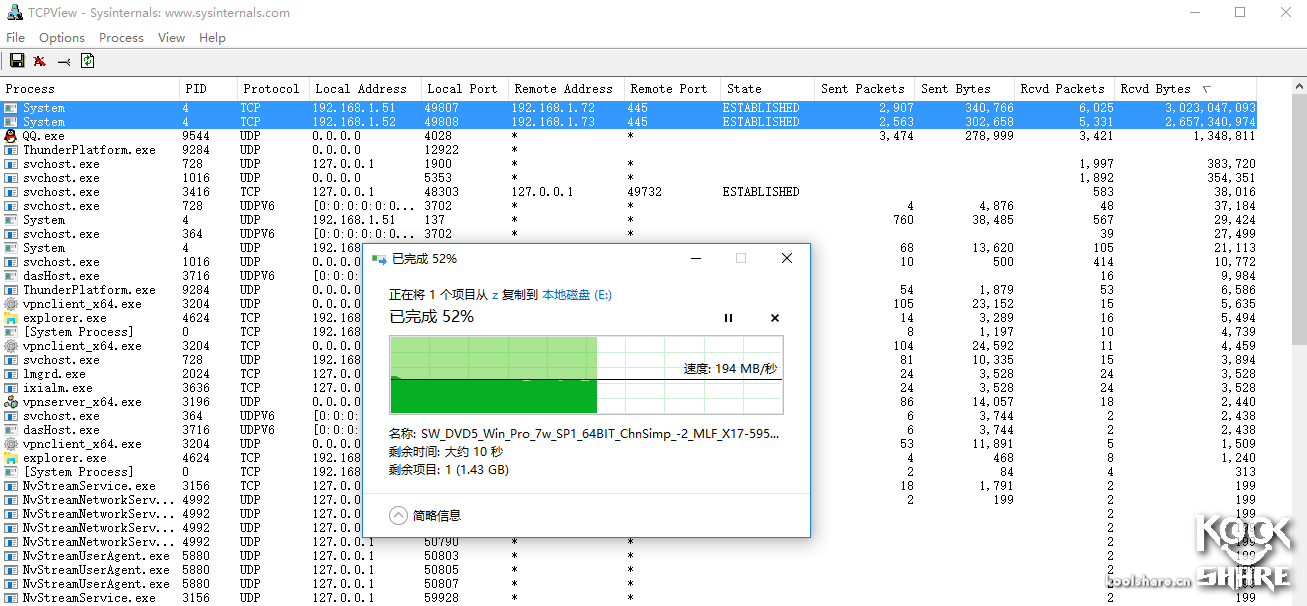 TCPView - Sysinternals: www.sysinternals.com
File Options Process View Help
Process PID Protocol Local Address Local Port Remote Address Remote Port State Sent Packets Sent Bytes Rcvd Packets Rcvd Bytes
System 4 TCP 192.168.1.51 49807 192.168.1.72 445 ESTABLISHED 2,907 340,766 6,025 3,023,047,093
System 4 TCP 192.168.1.52 49808 192.168.1.73 445 ESTABLISHED 2,563 302,658 5,331 2,657,340,974
QQ.exe 9544 UDP 0.0.0.0 4028 * * 3,474 278,999 3,421 1,348,811
ThunderPlatform.exe 9284 UDP 0.0.0.0 12922 *
svchost.exe 728 UDP 127.0.0.1 1900 * * 1,997 383,720
svchost.exe 1016 UDP 0.0.0.0 5353 * * 1,892 354,351
svchost.exe 3416 TCP 127.0.0.1 48303 127.0.0.1 49732 ESTABLISHED 583 38,016
svchost.exe 728 UDPV6 [0:0:0:0:0... 3702 * * 4 4,876 48 37,184
System 4 UDP 192.168.1.51 137 * * 760 38,485 567 29,424
svchost.exe 364 UDPV6 [0:0:0:0:0... 3702 * * 39 27,499
System 4 UDP 192.168 68 13,620 105 21,113
svchost.exe 1016 UDP 127.0.0 10 500 414 10,772
dasHost.exe 3716 UDPV6 [0:0:0: 16 9,984
ThunderPlatform.exe 9284 UDP 127.0.0 54 1,879 53 6,586
vpnclient_x64.exe 3204 UDP 0.0.0.0 105 23,152 15 5,635
explorer.exe 4624 TCP 192.168 14 3,289 16 5,494
[System Process] 0 TCP 192.168 8 1,197 10 4,739
vpnclient_x64.exe 3204 TCP 192.168 104 24,592 11 4,459
svchost.exe 728 UDP 192.168 81 10,335 15 3,894
lmgrd.exe 2024 TCP 127.0.0 24 3,528 24 3,528
ixialm.exe 3636 TCP 127.0.0 24 3,528 24 3,528
vpnserver_x64.exe 3196 UDP 0.0.0.0 86 14,057 18 2,440
svchost.exe 364 UDPV6 [0:0:0: 6 3,744 2 2,438
dasHost.exe 3716 UDPV6 [0:0:0: 6 3,744 2 2,438
vpnclient_x64.exe 3204 UDP 127.0.0 53 11,891 5 1,509
explorer.exe 4624 TCP 192.168 4 468 8 1,240
[System Process] 0 TCP 192.168 2 84 4 313
NvStreamService.exe 3156 TCP 127.0.0 18 1,791 2 199
NvStreamNetworkServ... 4992 UDP 127.0.0 2 199 2 199
NvStreamNetworkServ... 4992 UDP 127.0.0 2 199
NvStreamNetworkServ... 4992 UDP 127.0.0 2 199
NvStreamNetworkServ... 4992 UDP 127.0.0.1 50790 * * 2 199
NvStreamUserAgent.exe 5880 UDP 127.0.0.1 50803 * * 2 199
NvStreamUserAgent.exe 5880 UDP 127.0.0.1 50805 * * 2 199
NvStreamUserAgent.exe 5880 UDP 127.0.0.1 50807 * * 2 199
NvStreamService.exe 3156 UDP 127.0.0.1 59928 * * 2 199
已完成 52%
正在将 1 个项目从 z 复制到 本地磁盘 (E:)
已完成 52%
速度: 194 MB/秒
名称: SW_DVD5_Win_Pro_7w_SP1_64BIT_ChnSimp_-2_MLF_X17-595...
剩余时间: 大约 10 秒
剩余项目: 1 (1.43 GB)
简略信息
KOOLSHARE
koolshare.cn